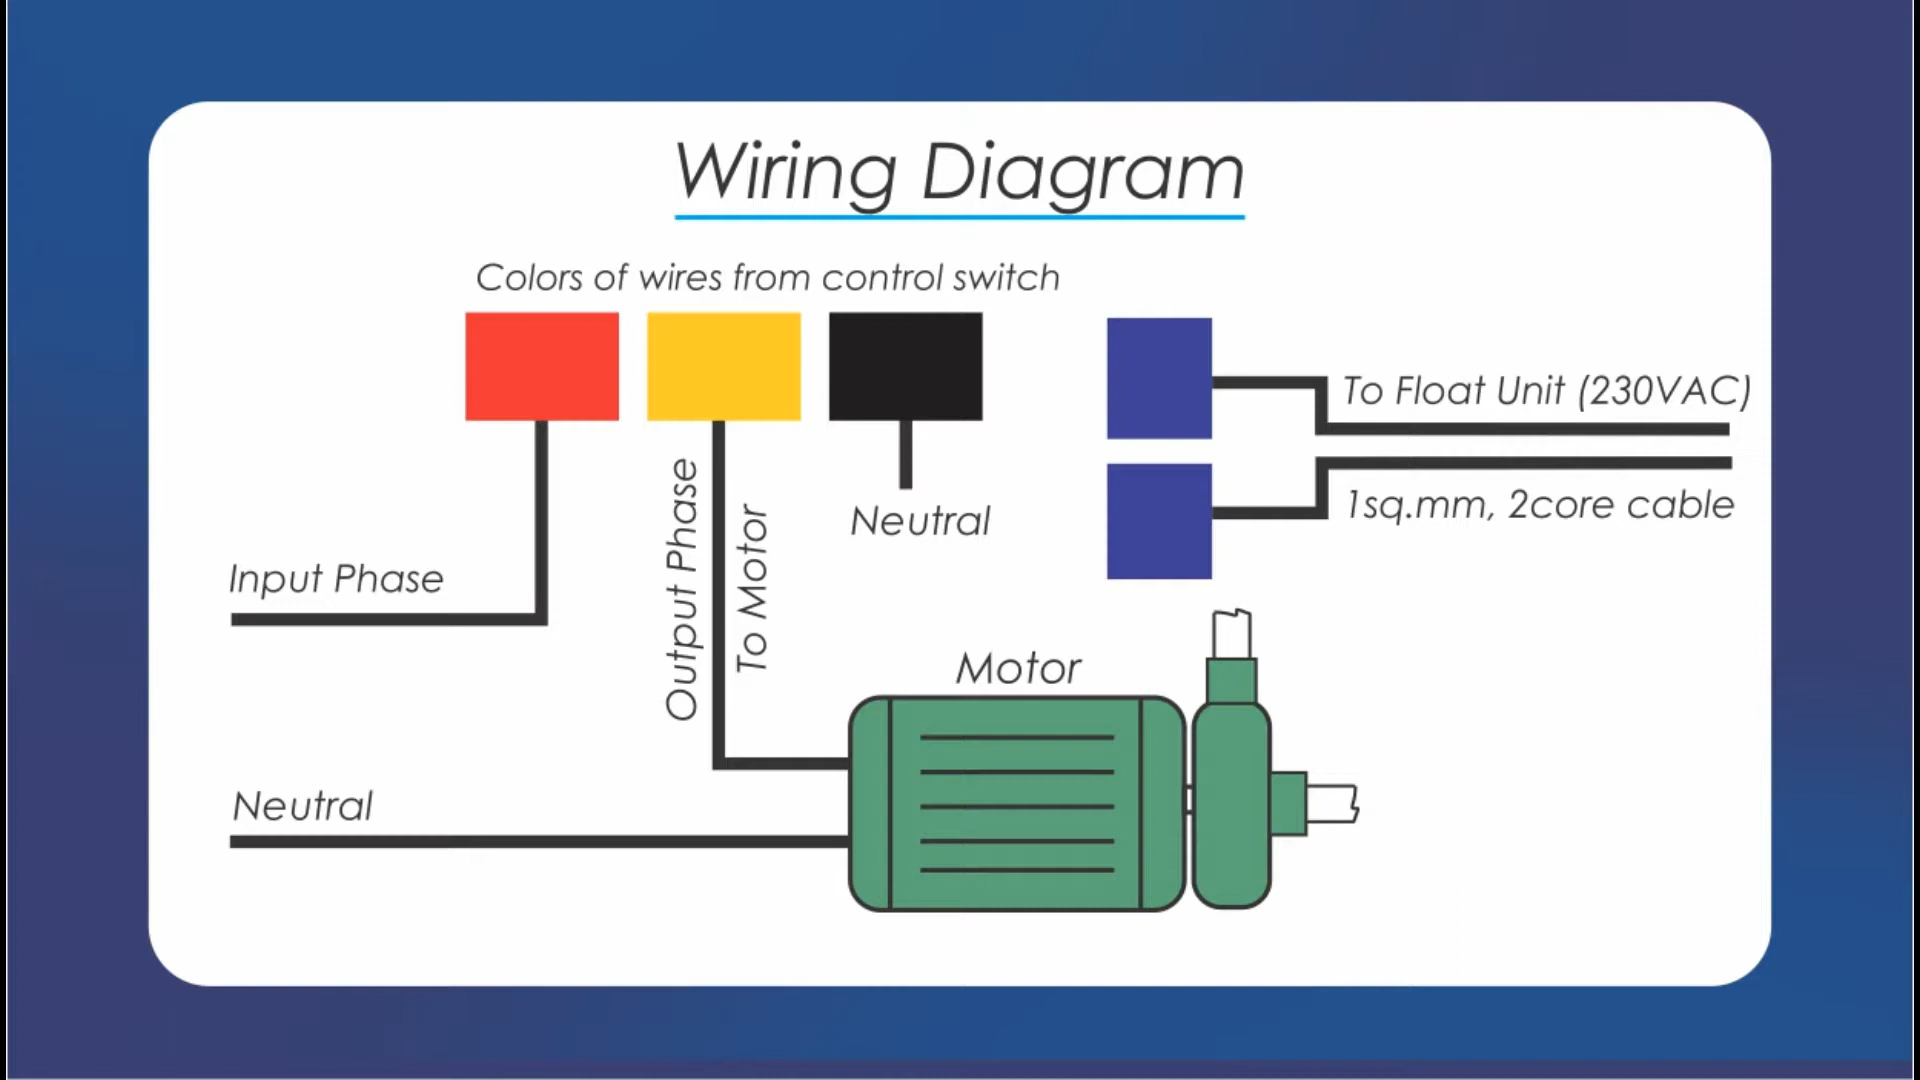 Wiring Diagram
Colors of wires from control switch
To Float Unit (230VAC)
1sq.mm, 2core cable
Neutral
Input Phase
Output Phase
To Motor
Motor
Neutral